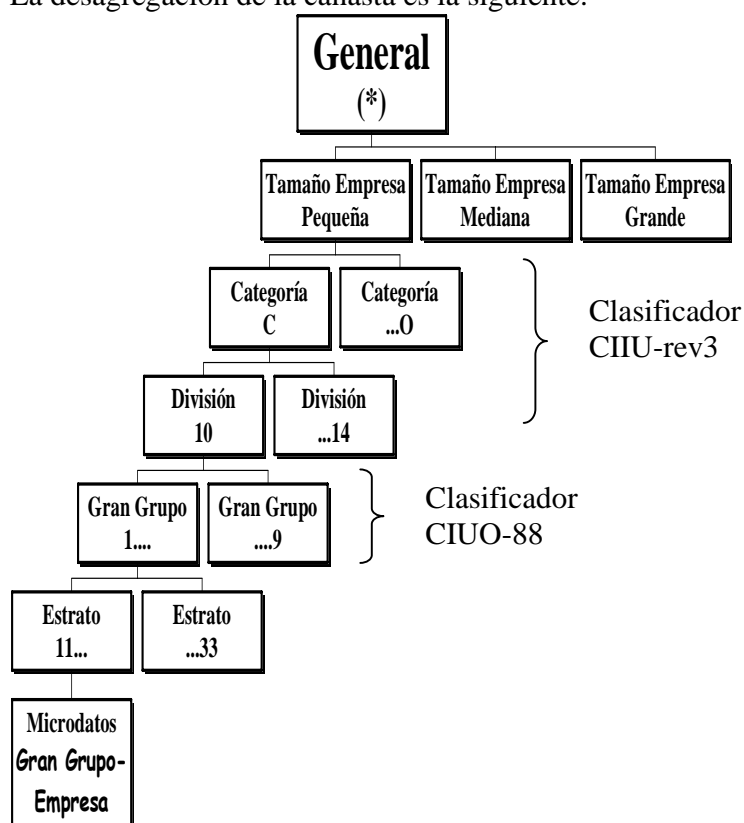 La desagregación de la canasta es la siguiente:
General
(*)
Tamaño Empresa
Pequeña
Tamaño Empresa
Mediana
Tamaño Empresa
Grande
Categoría
C
Categoría
...O
Clasificador
CIIU-rev3
División
10
División
...14
Gran Grupo
1....
Gran Grupo
....9
Clasificador
CIUO-88
Estrato
11...
Estrato
...33
Microdatos
Gran Grupo-
Empresa